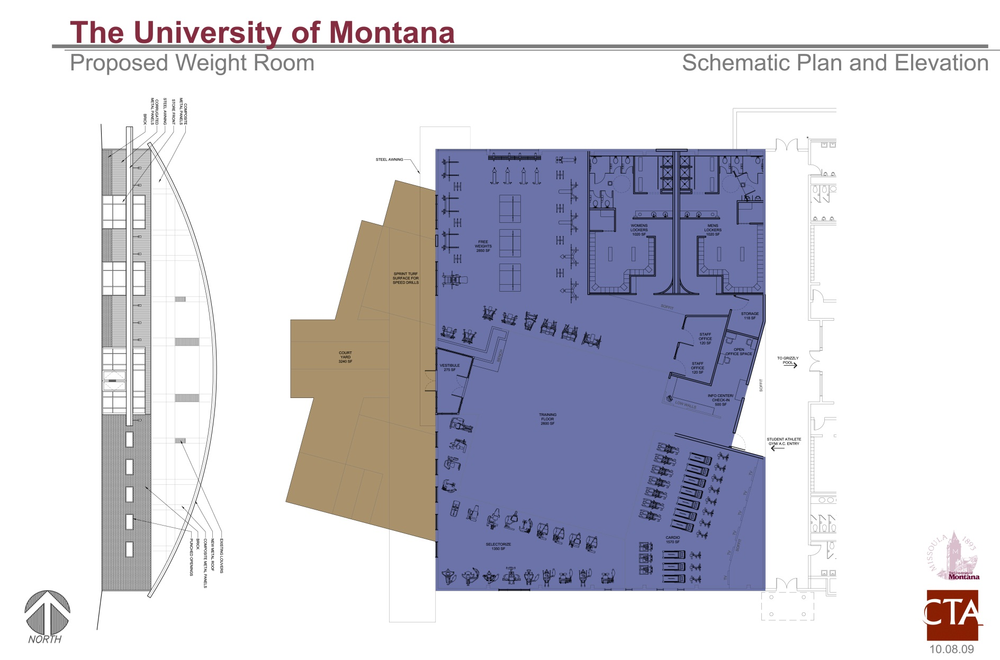 The University of Montana
Proposed Weight Room
Schematic Plan and Elevation
COMPOSITE
METAL PANELS
STORE FRONT
STEEL AWNING
CORRUGATED
METAL PANELS
BRICK
EXISTING LOUVERS
NEW METAL ROOF
COMPOSITE METAL PANELS
BRICK
PUNCHED OPENINGS
STEEL AWNING
FREE
WEIGHTS
2850 SF
WOMENS
LOCKERS
1020 SF
MENS
LOCKERS
1020 SF
SPRINT TURF
SURFACE FOR
SPEED DRILLS
SOFFIT
STORAGE
118 SF
STAFF
OFFICE
120 SF
OPEN
OFFICE SPACE
COURT
YARD
3240 SF
BENCH
VESTIBULE
275 SF
STAFF
OFFICE
120 SF
TO GRIZZLY
POOL
SOFFIT
INFO CENTER/
CHECK-IN
500 SF
LOW WALLS
TRAINING
FLOOR
2600 SF
STUDENT ATHLETE
GYM/ A.C. ENTRY
TV
TV
TV
TV
TV
TV
SOFFIT
CARDIO
1570 SF
SELECTORIZE
1350 SF
NORTH
MISSOULA 1893
M
The University of
Montana
CTA
10.08.09